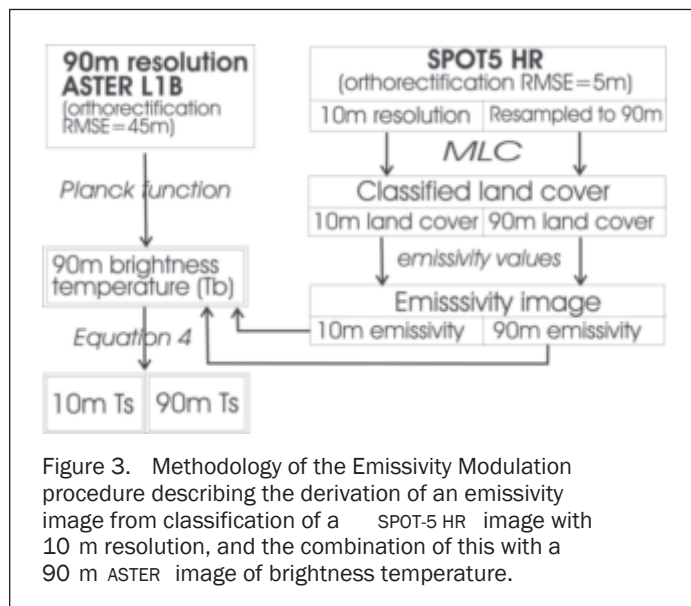 90m resolution
ASTER L1B
(orthorectification
RMSE=45m)
SPOT5 HR
(orthorectification RMSE=5m)
10m resolution Resampled to 90m
MLC
Planck function
Classified land cover
10m land cover 90m land cover
emissivity values
90m brightness
temperature (Tb)
Emisssivity image
10m emissivity 90m emissivity
Equation 4
10m Ts 90m Ts
Figure 3. Methodology of the Emissivity Modulation
procedure describing the derivation of an emissivity
image from classification of a SPOT-5 HR image with
10 m resolution, and the combination of this with a
90 m ASTER image of brightness temperature.